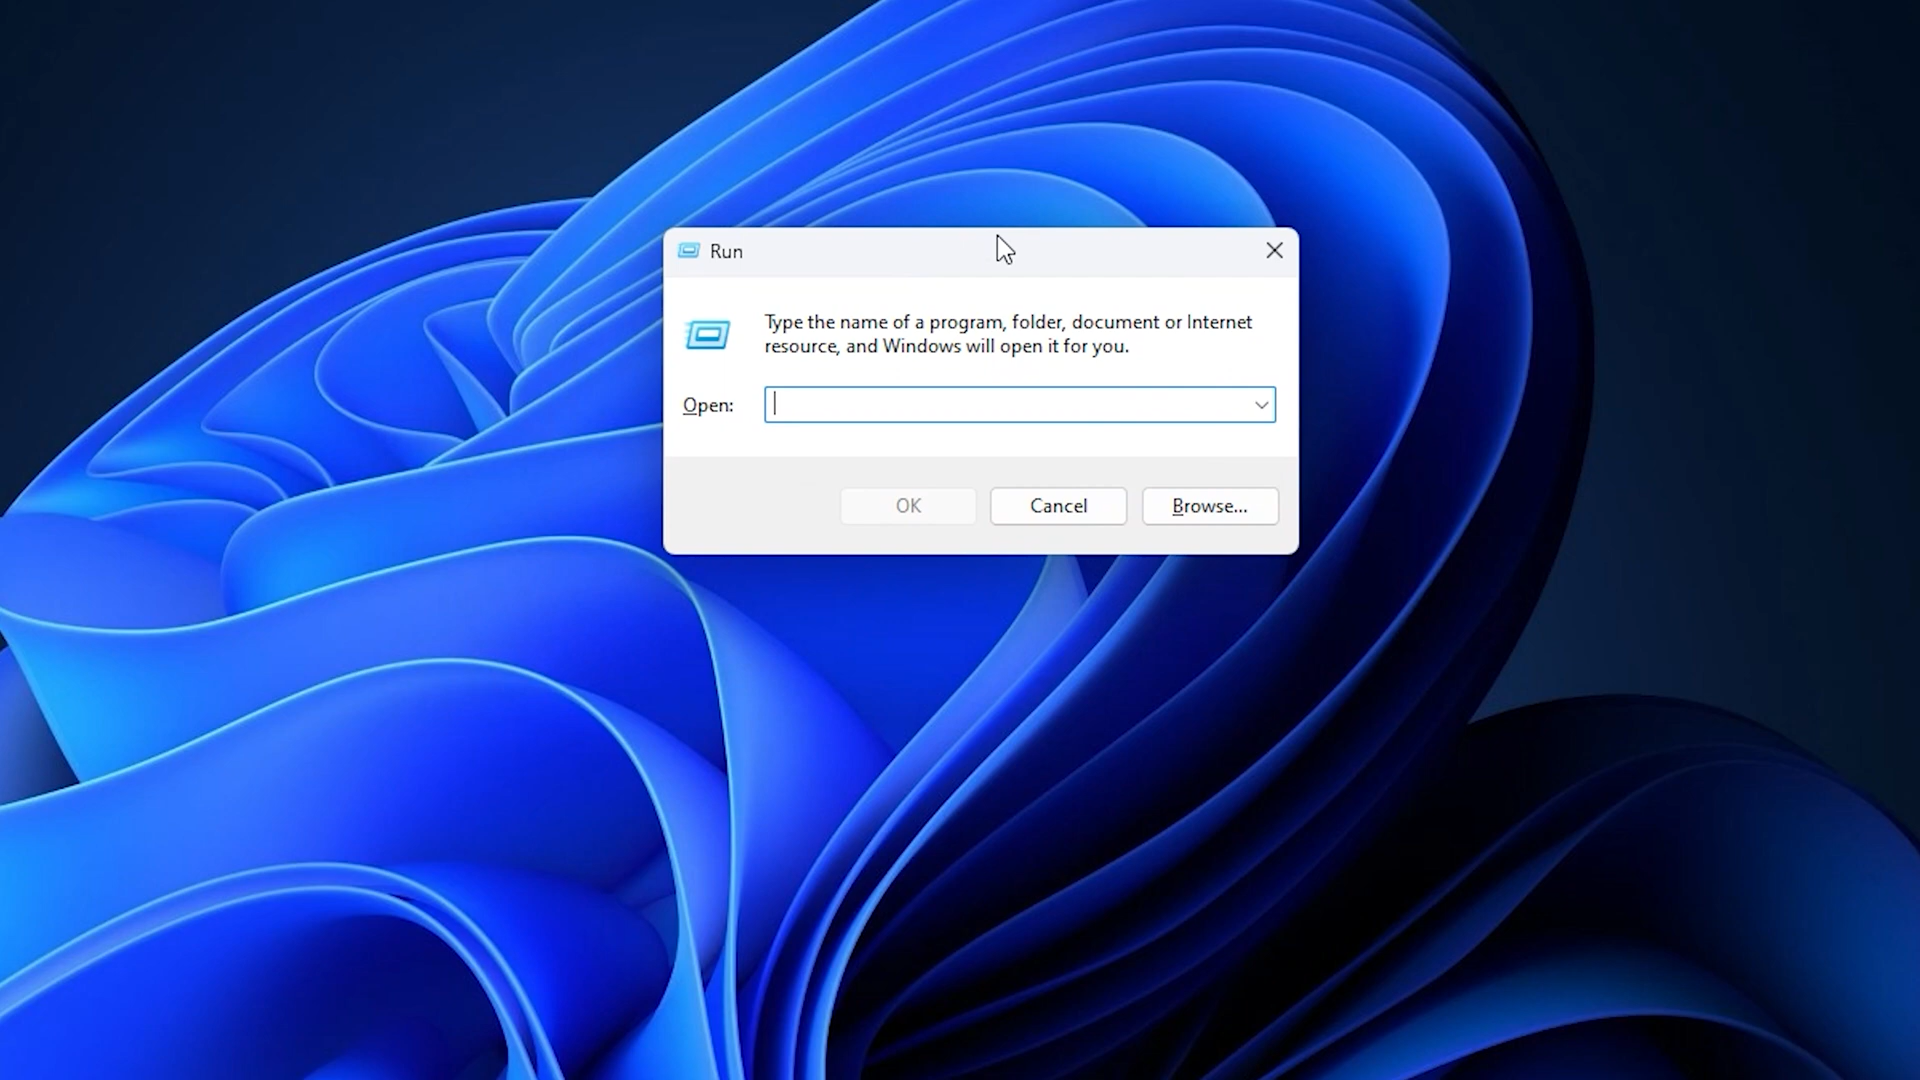 Run
Type the name of a program, folder, document or Internet
resource, and Windows will open it for you.
Open:
OK
Cancel
Browse...